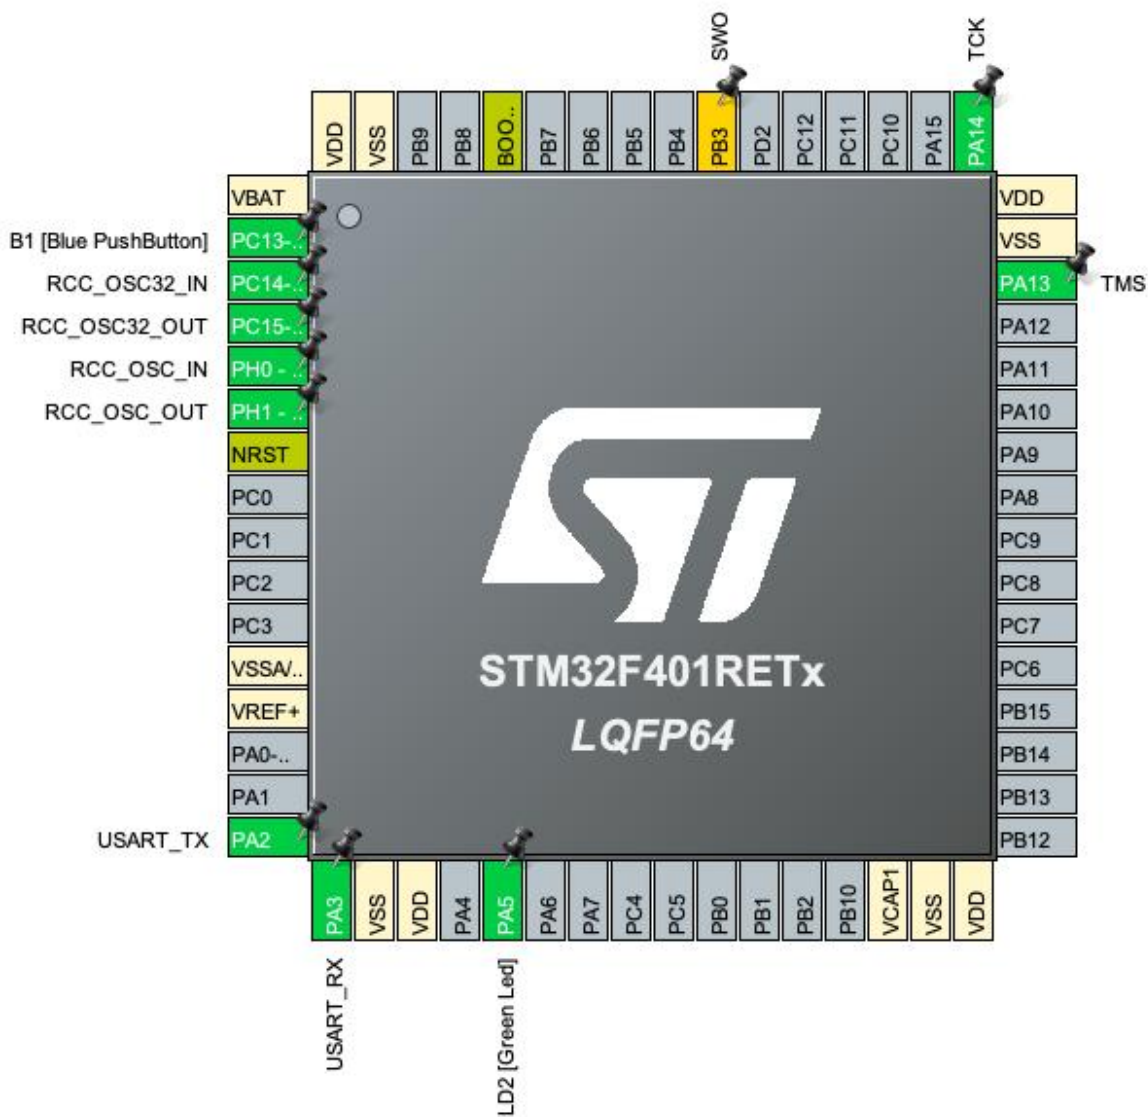 SWO
TCK
VDD
VSS
PB9
PB8
BOO..
PB7
PB6
PB5
PB4
PB3
PD2
PC12
PC11
PC10
PA15
PA14
VBAT
B1 [Blue PushButton]
PC13-..
RCC_OSC32_IN
PC14-..
RCC_OSC32_OUT
PC15-..
RCC_OSC_IN
PH0 - ..
RCC_OSC_OUT
PH1 - ..
NRST
PC0
PC1
PC2
PC3
VSSA/..
VREF+
PA0-..
PA1
USART_TX
PA2
ST
STM32F401RETx
LQFP64
VDD
VSS
PA13
TMS
PA12
PA11
PA10
PA9
PA8
PC9
PC8
PC7
PC6
PB15
PB14
PB13
PB12
PA3
VSS
VDD
PA4
PA5
PA6
PA7
PC4
PC5
PB0
PB1
PB2
PB10
VCAP1
VSS
VDD
USART_RX
LD2 [Green Led]